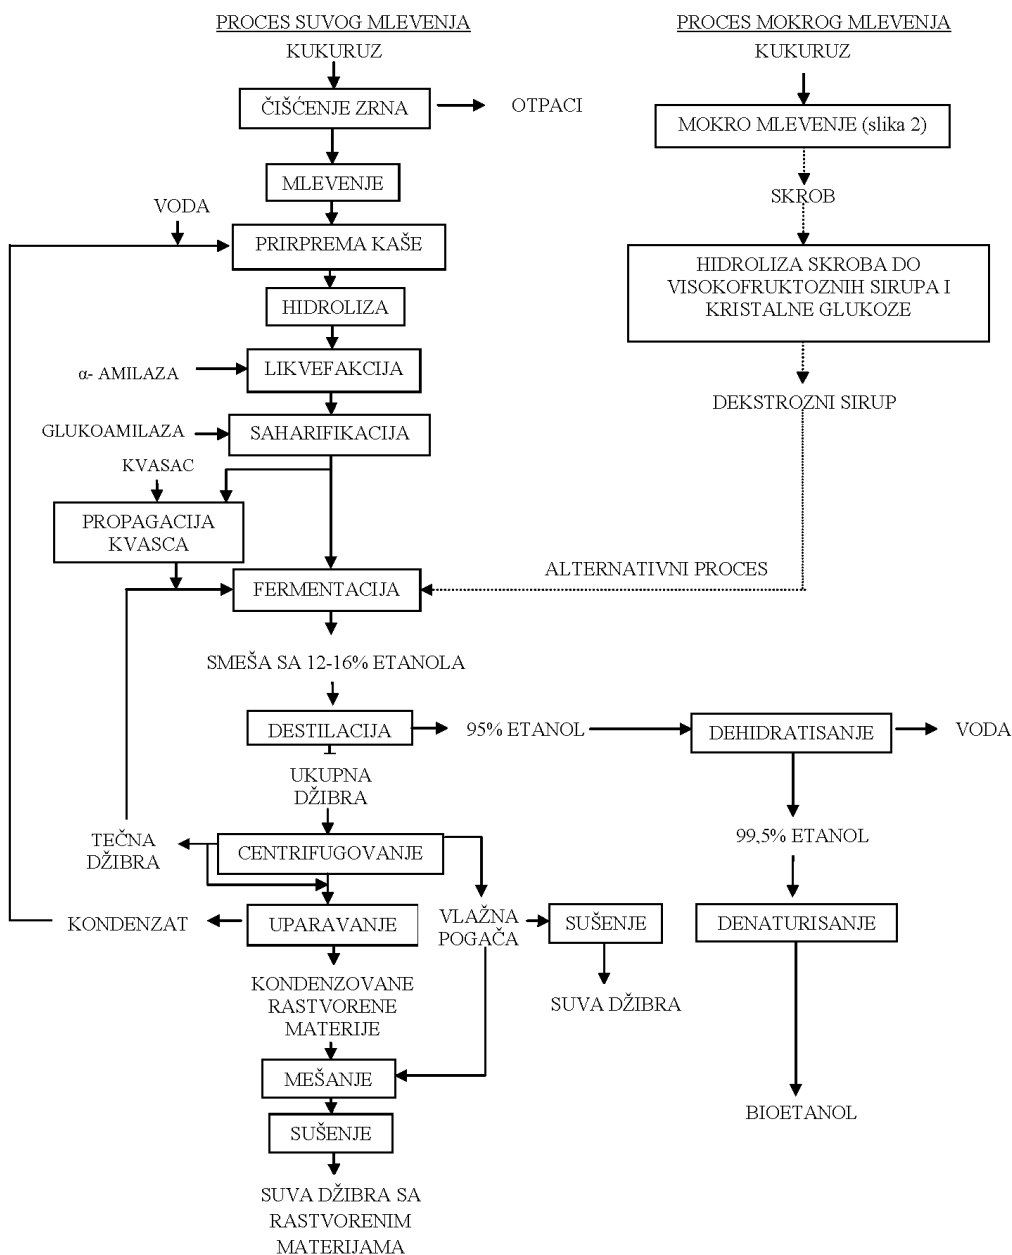 PROCES SUVOG MLEVENJA
KUKURUZ
ČIŠĆENJE ZRNA
OTPACI
MLEVENJE
VODA
PRIRPREMA KAŠE
HIDROLIZA
α- AMILAZA
LIKVEFAKCIJA
GLUKOAMILAZA
SAHARIFIKACIJA
KVASAC
PROPAGACIJA
KVASCA
FERMENTACIJA
SMEŠA SA 12-16% ETANOLA
DESTILACIJA
95% ETANOL
DEHIDRATISANJE
VODA
UKUPNA
DŽIBRA
99,5% ETANOL
TEČNA
DŽIBRA
CENTRIFUGOVANJE
KONDENZAT
UPARAVANJE
VLAŽNA
POGAČA
SUŠENJE
DENATURISANJE
KONDENZOVANE
RASTVORENE
MATERIJE
SUVA DŽIBRA
MEŠANJE
BIOETANOL
SUŠENJE
SUVA DŽIBRA SA
RASTVORENIM
MATERIJAMA
PROCES MOKROG MLEVENJA
KUKURUZ
MOKRO MLEVENJE (slika 2)
SKROB
HIDROLIZA SKROBA DO
VISOKOFRUKTOZNIH SIRUPA I
KRISTALNE GLUKOZE
DEKSTROZNI SIRUP
ALTERNATIVNI PROCES